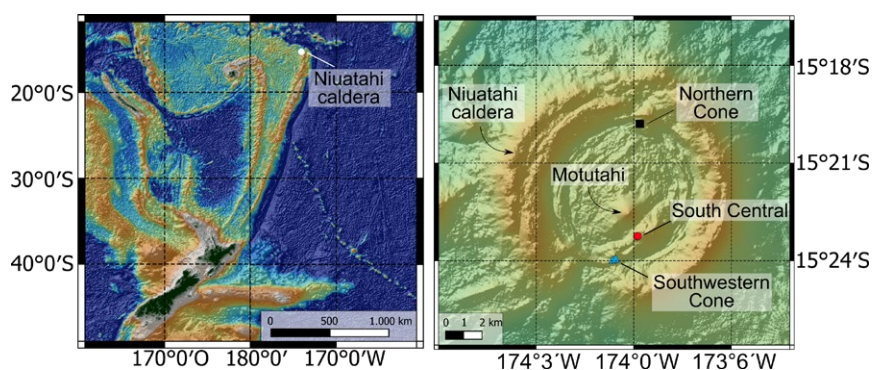 Niuatahi
caldera
20°0'S
30°0'S
40°0'S
0 500 1.000 km
170°0'O 180°0' 170°0'W
Niuatahi
caldera
Northern
Cone
Motutahi
South Central
Southwestern
Cone
15°18'S
15°21'S
15°24'S
0 1 2 km
174°3'W 174°0'W 173°6'W